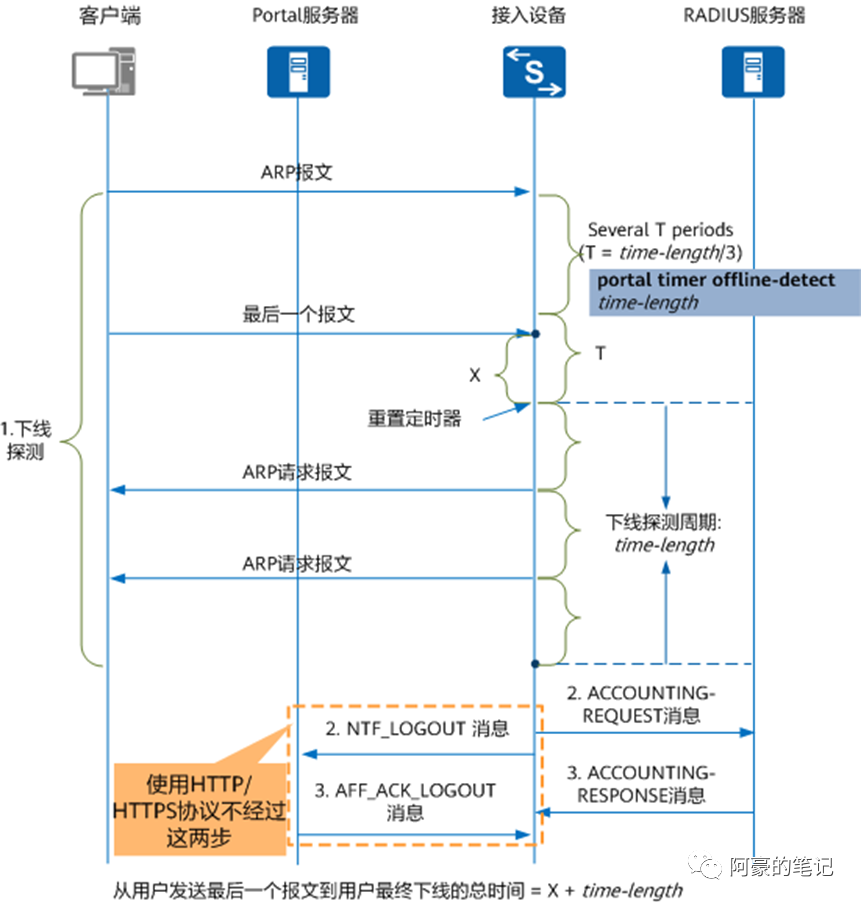 客户端
Portal服务器
接入设备
RADIUS服务器
S
ARP报文
Several T periods
(T = time-length/3)
portal timer offline-detect
time-length
最后一个报文
X
T
重置定时器
1.下线
探测
ARP请求报文
下线探测周期:
time-length
ARP请求报文
2. ACCOUNTING-
REQUEST消息
2. NTF_LOGOUT 消息
使用HTTP/
HTTPS协议不经过
这两步
3. AFF_ACK_LOGOUT
消息
3. ACCOUNTING-
RESPONSE消息
阿豪的笔记
从用户发送最后一个报文到用户最终下线的总时间 = X + time-length